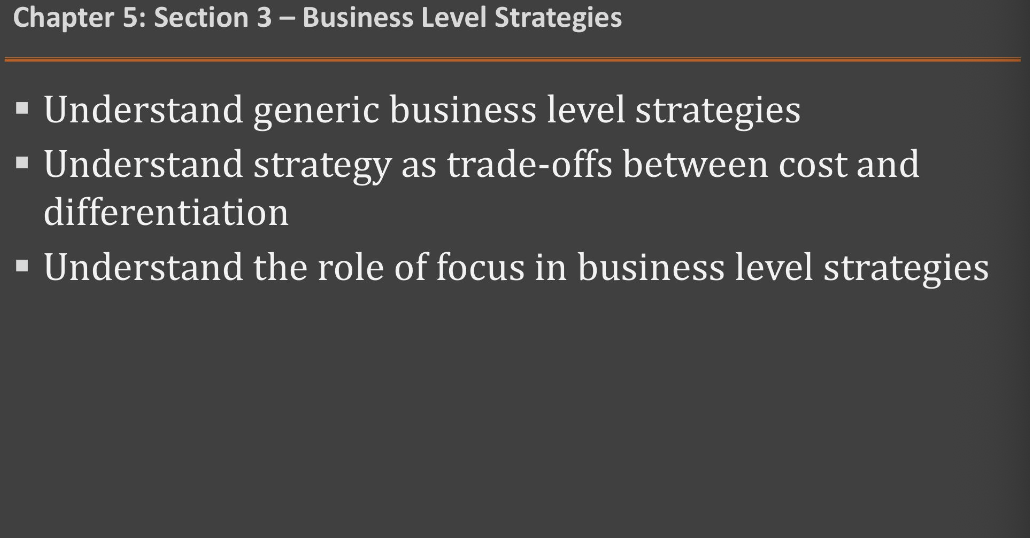 Chapter 5: Section 3 – Business Level Strategies
▪ Understand generic business level strategies
▪ Understand strategy as trade-offs between cost and
differentiation
▪ Understand the role of focus in business level strategies